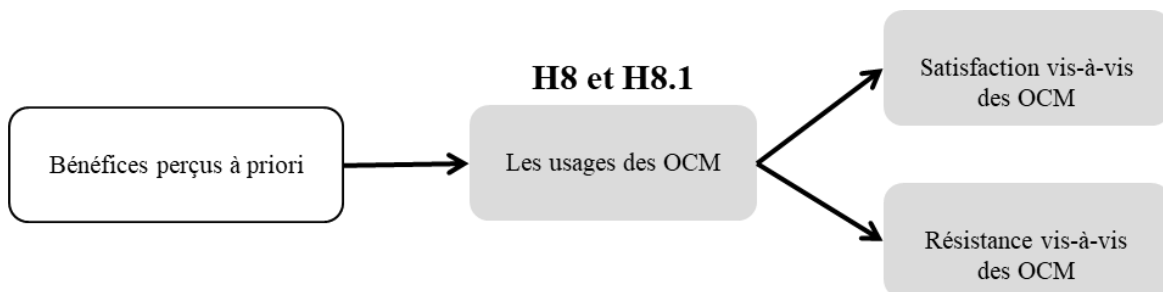 H8 et H8.1
Bénéfices perçus à priori
Les usages des OCM
Satisfaction vis-à-vis
des OCM
Résistance vis-à-vis
des OCM